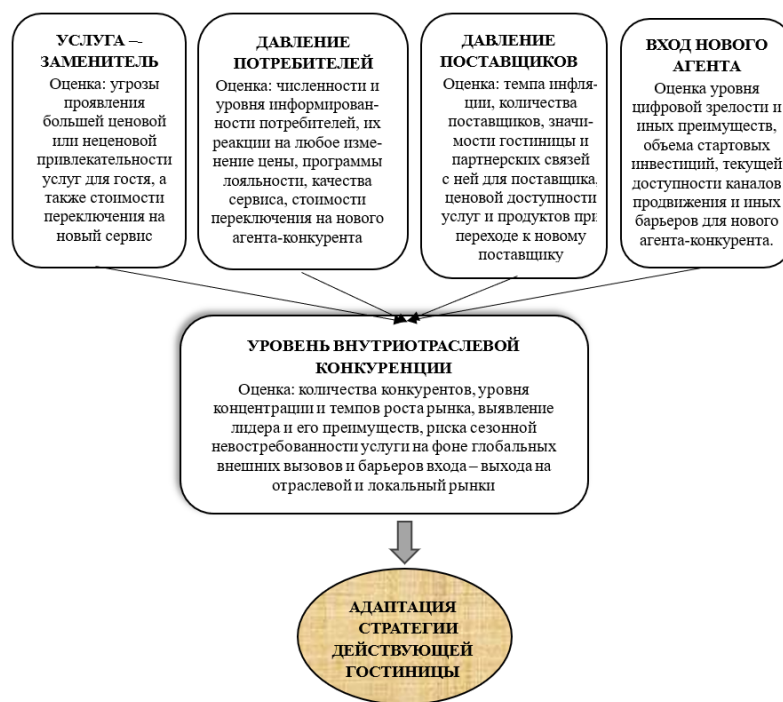 УСЛУГА –-
ЗАМЕНИТЕЛЬ
Оценка: угрозы
проявления
большей ценовой
или неценовой
привлекательности
услуг для гостя, а
также стоимости
переключения на
новый сервис
ДАВЛЕНИЕ
ПОТРЕБИТЕЛЕЙ
Оценка: численности и
уровня информирован-
ности потребителей, их
реакции на любое изме-
нение цены, программы
лояльности, качества
сервиса, стоимости
переключения на нового
агента-конкурента
ДАВЛЕНИЕ
ПОСТАВЩИКОВ
Оценка: темпа инфля-
ции, количества
поставщиков, значи-
мости гостиницы и
партнерских связей
с ней для поставщика,
ценовой доступности
услуг и продуктов при
переходе к новому
поставщику
ВХОД НОВОГО
АГЕНТА
Оценка уровня
цифровой зрелости и
иных преимуществ,
объема стартовых
инвестиций, текущей
доступности каналов
продвижения и иных
барьеров для нового
агента-конкурента.
УРОВЕНЬ ВНУТРИОТРАСЛЕВОЙ
КОНКУРЕНЦИИ
Оценка: количества конкурентов, уровня
концентрации и темпов роста рынка, выявление
лидера и его преимуществ, риска сезонной
невостребованности услуги на фоне глобальных
внешних вызовов и барьеров входа – выхода на
отраслевой и локальный рынки
АДАПТАЦИЯ
СТРАТЕГИИ
ДЕЙСТВУЮЩЕЙ
ГОСТИНИЦЫ